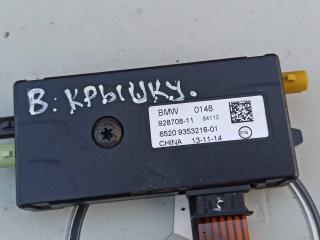 В: КРЫШКУ.
BMW 0148
928708-11 84113
6520 9353216-01
CHINA 13-11-14